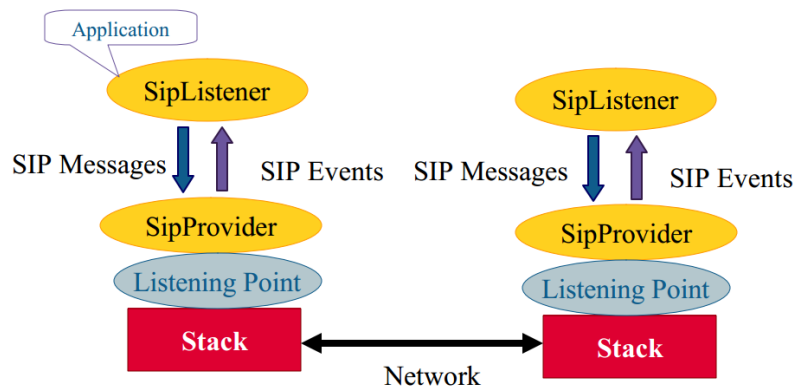 Application
SipListener
SipListener
SIP Messages
SIP Events
SIP Messages
SIP Events
SipProvider
SipProvider
Listening Point
Listening Point
Stack
Stack
Network